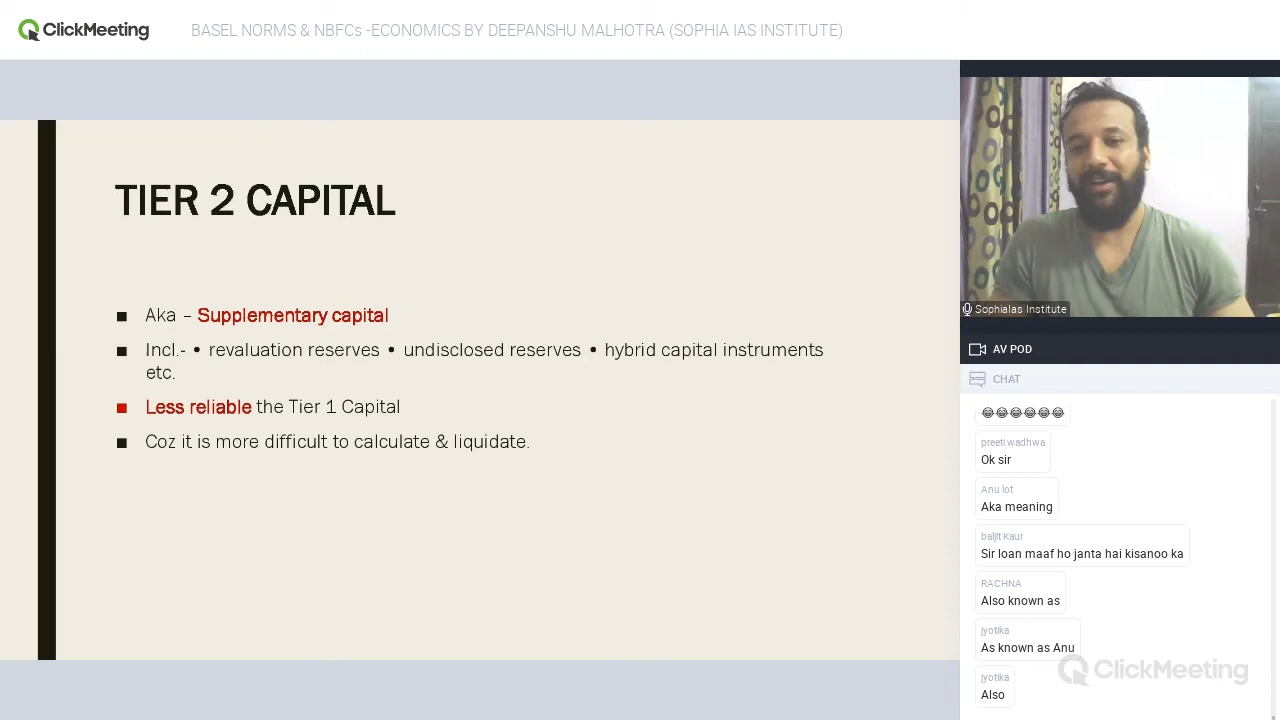 ClickMeeting
BASEL NORMS & NBFCs -ECONOMICS BY DEEPANSHU MALHOTRA (SOPHIA IAS INSTITUTE)
TIER 2 CAPITAL
■ Aka – Supplementary capital
■ Incl.- • revaluation reserves • undisclosed reserves • hybrid capital instruments
etc.
■ Less reliable the Tier 1 Capital
■ Coz it is more difficult to calculate & liquidate.
SophiaIas Institute
AV POD
CHAT
😂😂😂😂😂😂
preeti wadhwa
Ok sir
Anu lot
Aka meaning
baljit Kaur
Sir loan maaf ho janta hai kisanoo ka
RACHNA
Also known as
jyotika
As known as Anu
jyotika
Also
ClickMeeting